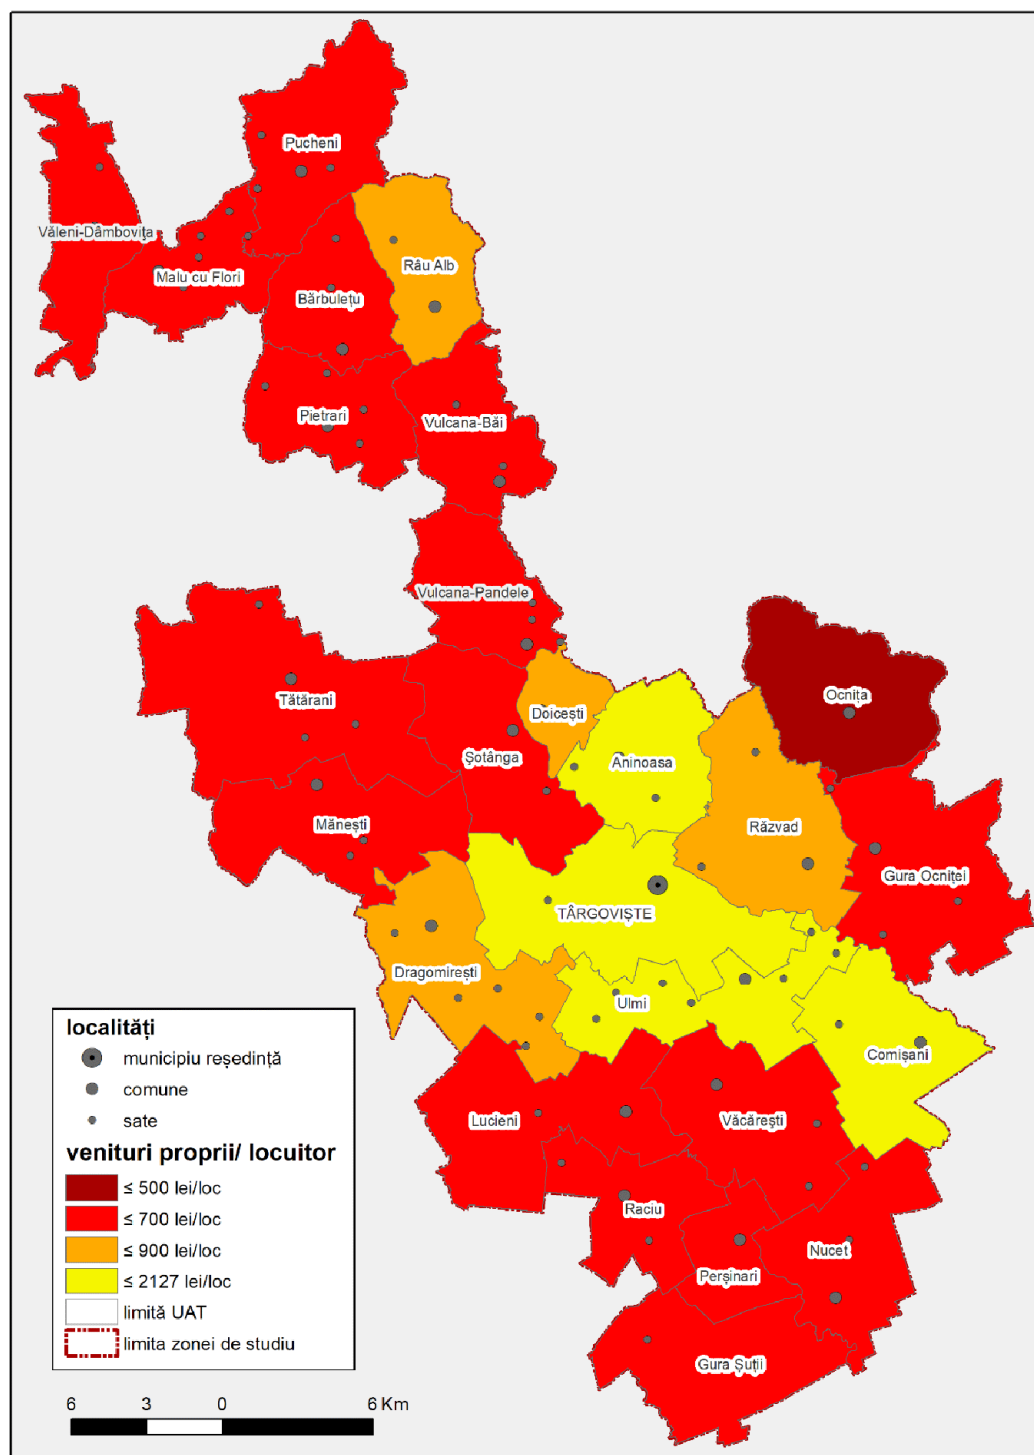 Pucheni
Văleni-Dâmbovița
Râu Alb
Malu cu Flori
Bărbulețu
Pietrari
Vulcana-Băi
Vulcana-Pandele
Ocnița
Tătărani
Doicești
Șotânga
Aninoasa
Mănești
Răzvad
Gura Ocniței
TÂRGOVIȘTE
Dragomirești
Ulmi
Comișani
Lucieni
Văcărești
Raciu
Nucet
Perșinari
Gura Șuții
localități
municipiu reședință
comune
sate
venituri proprii/ locuitor
≤ 500 lei/loc
≤ 700 lei/loc
≤ 900 lei/loc
≤ 2127 lei/loc
limită UAT
limita zonei de studiu
6 3 0 6 Km